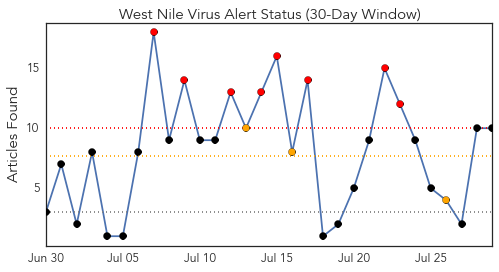 West Nile Virus Alert Status (30-Day Window)
Articles Found
15
10
5
Jun 30 Jul 05 Jul 10 Jul 15 Jul 20 Jul 25